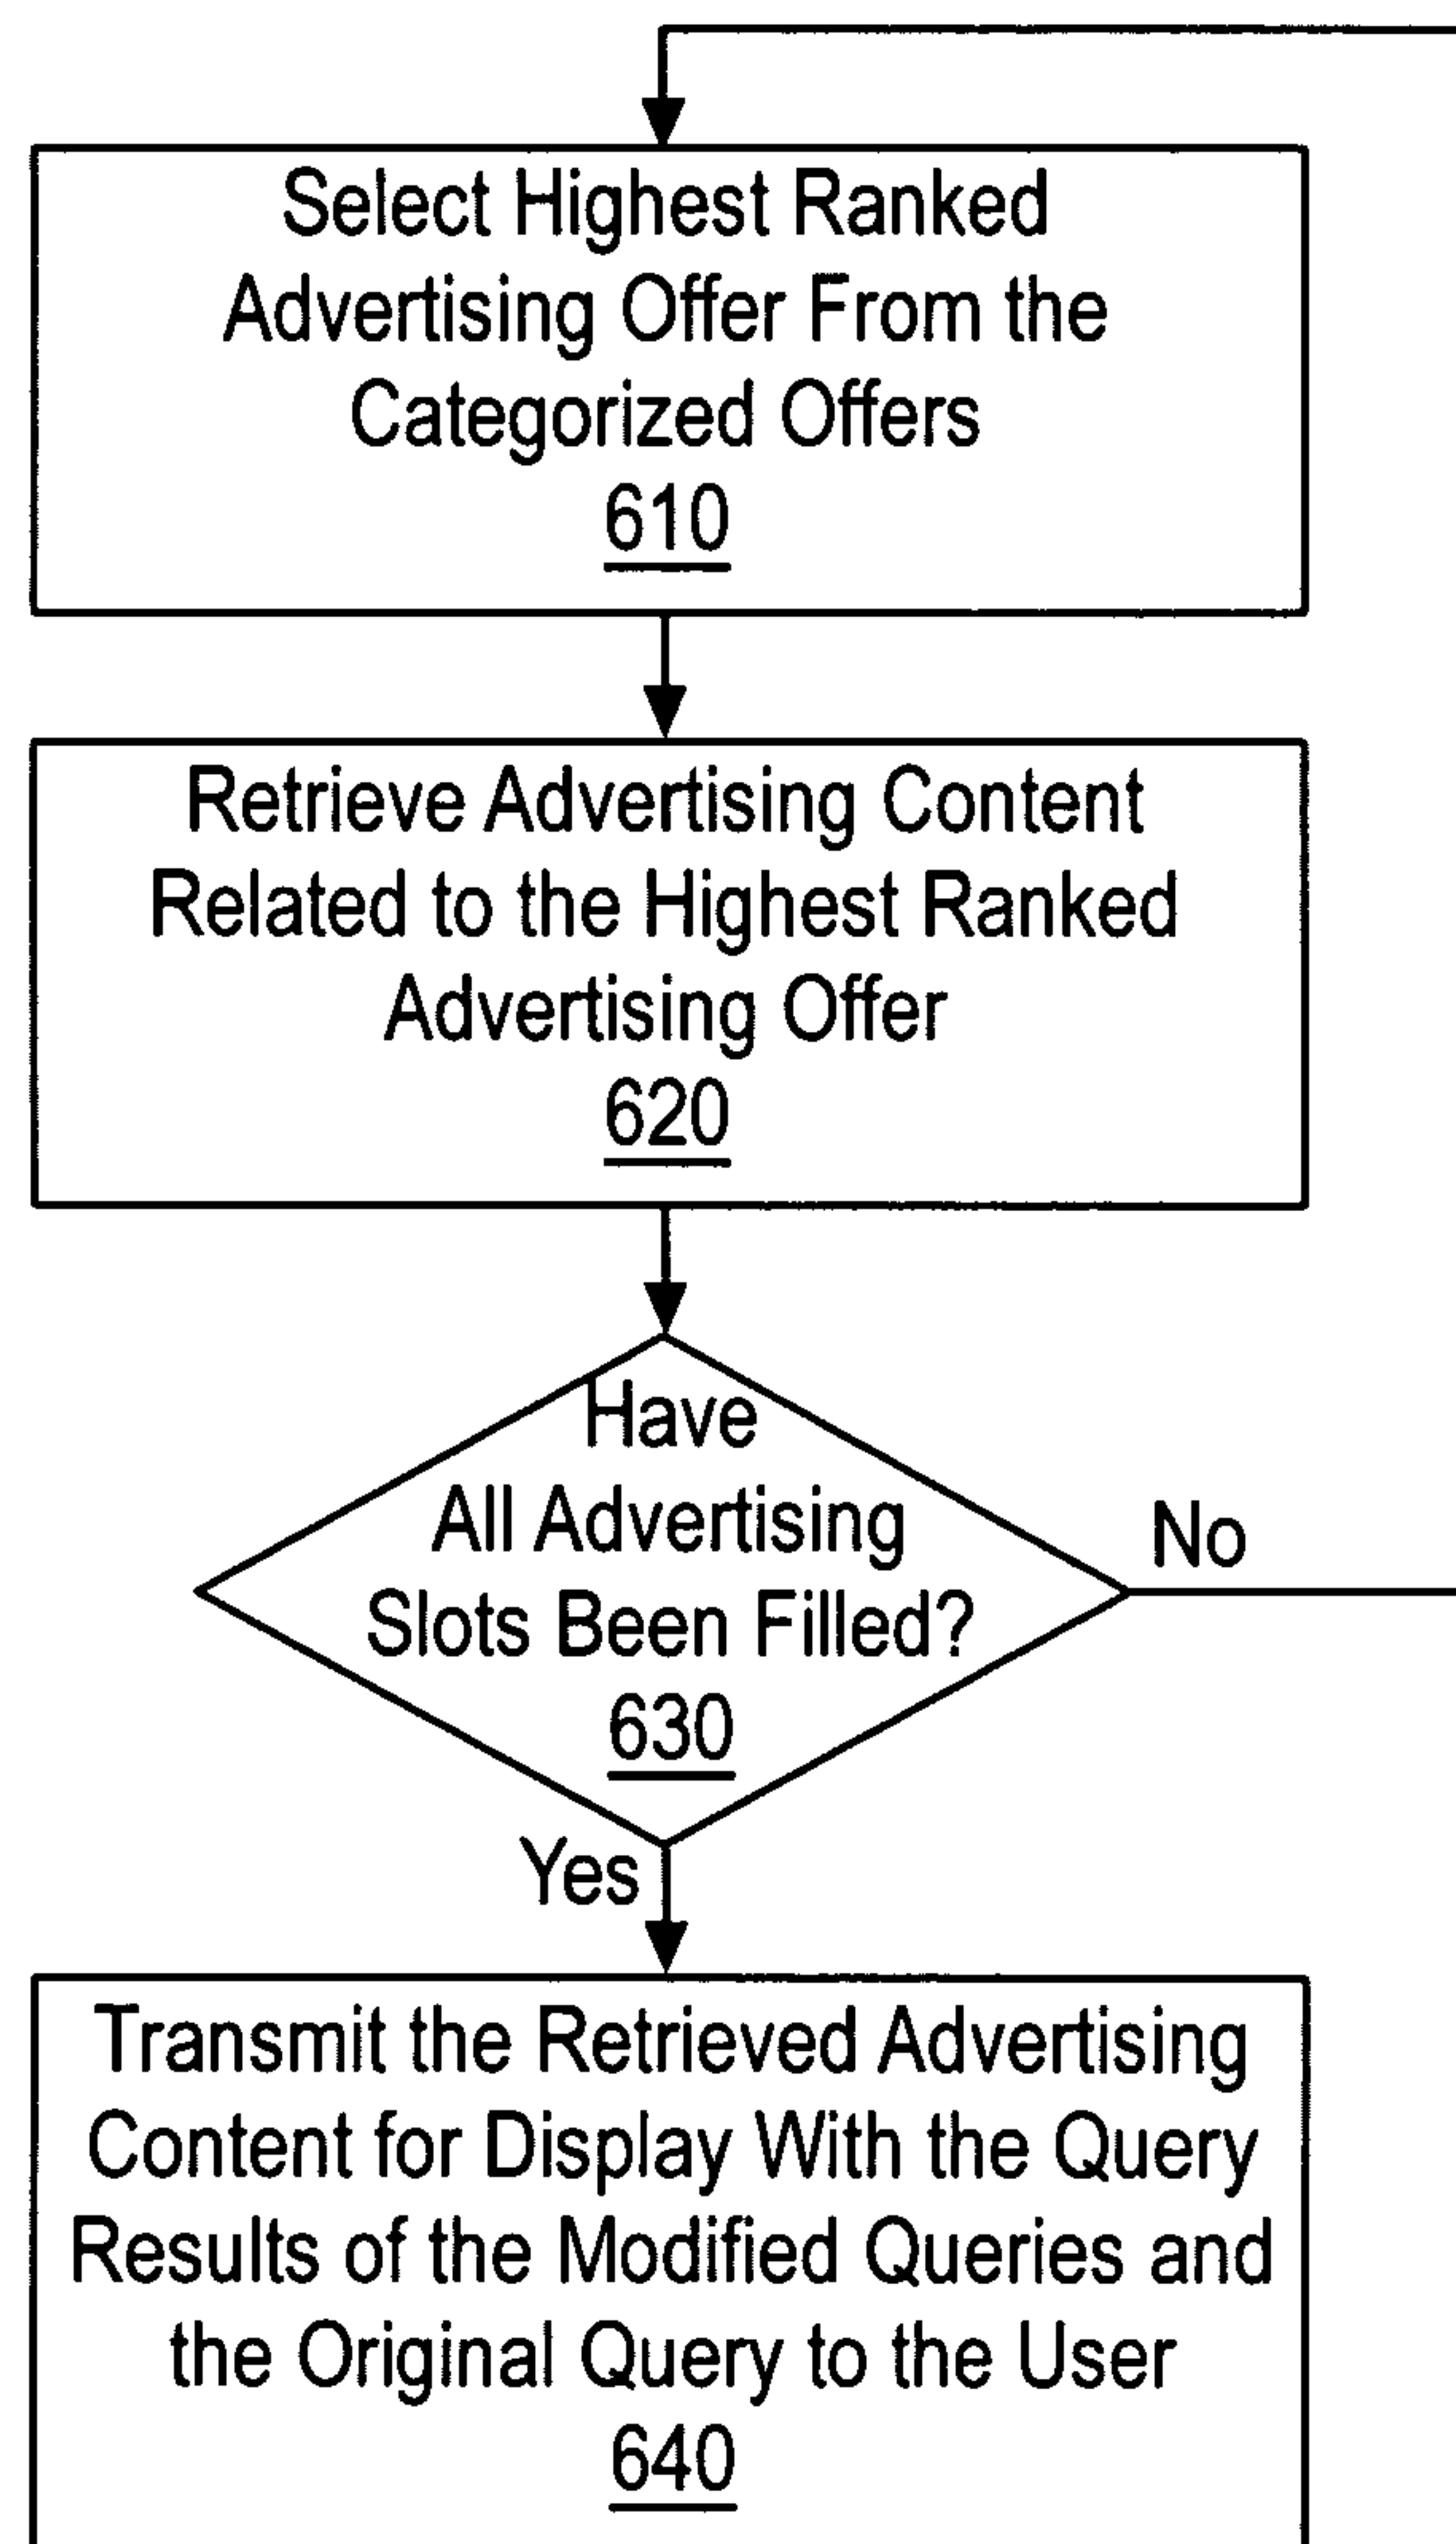 Select Highest Ranked
Advertising Offer From the
Categorized Offers
610
Retrieve Advertising Content
Related to the Highest Ranked
Advertising Offer
620
Have
All Advertising
Slots Been Filled?
630
No
Yes
Transmit the Retrieved Advertising
Content for Display With the Query
Results of the Modified Queries and
the Original Query to the User
640